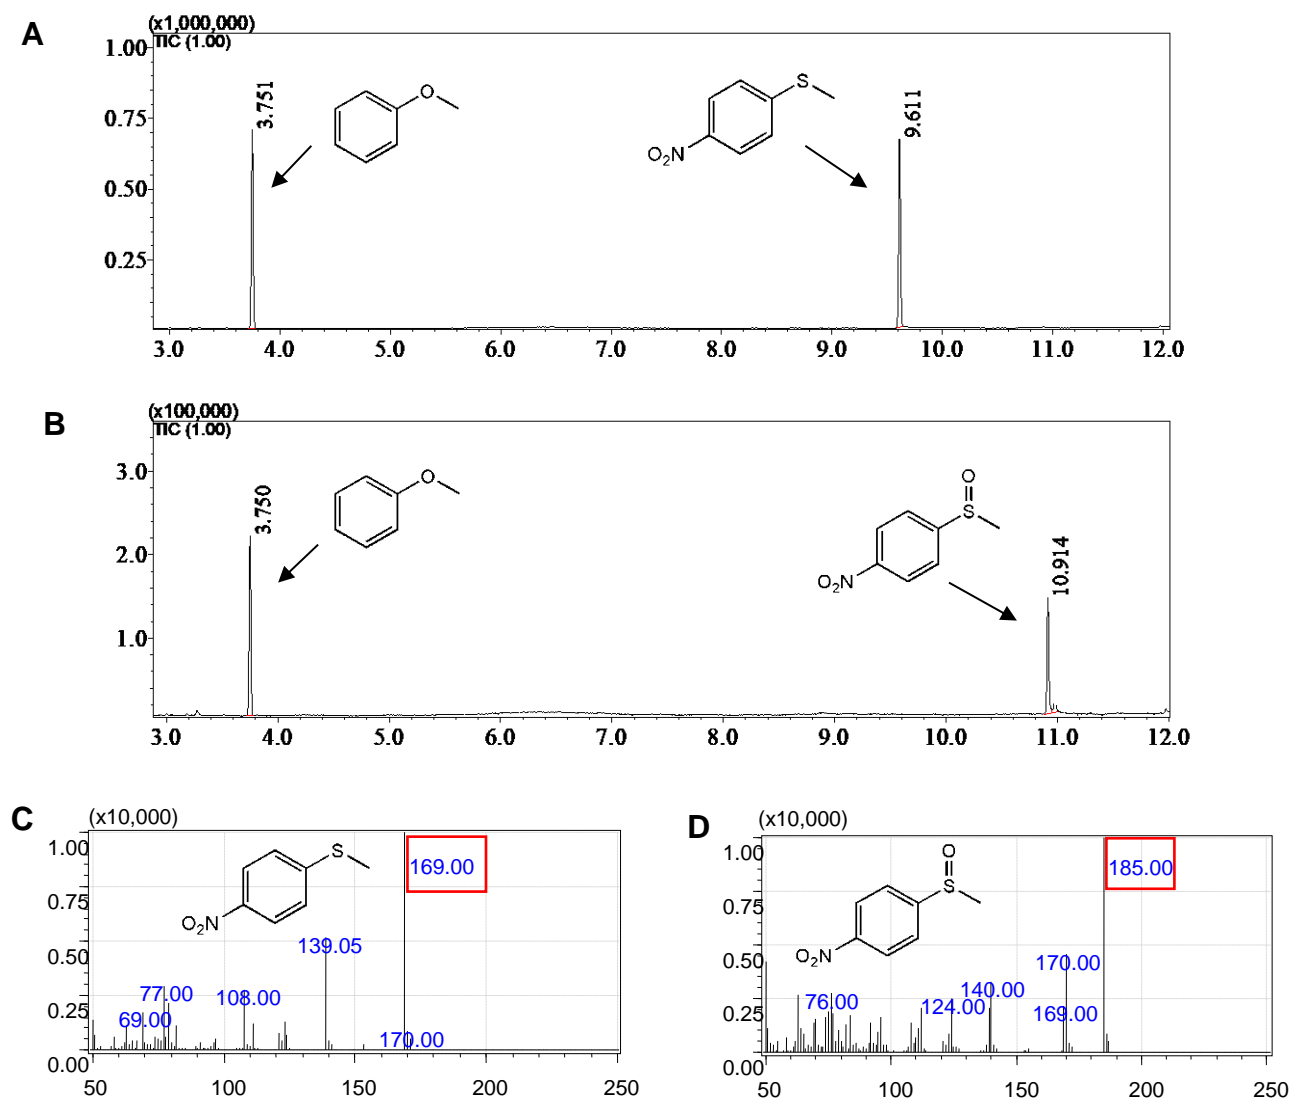 A
(x1,000,000)
TIC (1.00)
1.00
0.75
0.50
0.25
3.751
O
S
O₂N
9.611
3.0 4.0 5.0 6.0 7.0 8.0 9.0 10.0 11.0 12.0
B
(x100,000)
TIC (1.00)
3.0
2.0
1.0
3.750
O
O
S
O₂N
10.914
3.0 4.0 5.0 6.0 7.0 8.0 9.0 10.0 11.0 12.0
C
(x10,000)
1.00
0.75
0.50
0.25
0.00
S
O₂N
169.00
139.05
77.00
108.00
69.00
170.00
50 100 150 200 250
D
(x10,000)
1.00
0.75
0.50
0.25
0.00
O
S
O₂N
185.00
170.00
140.00
76.00
124.00
169.00
50 100 150 200 250